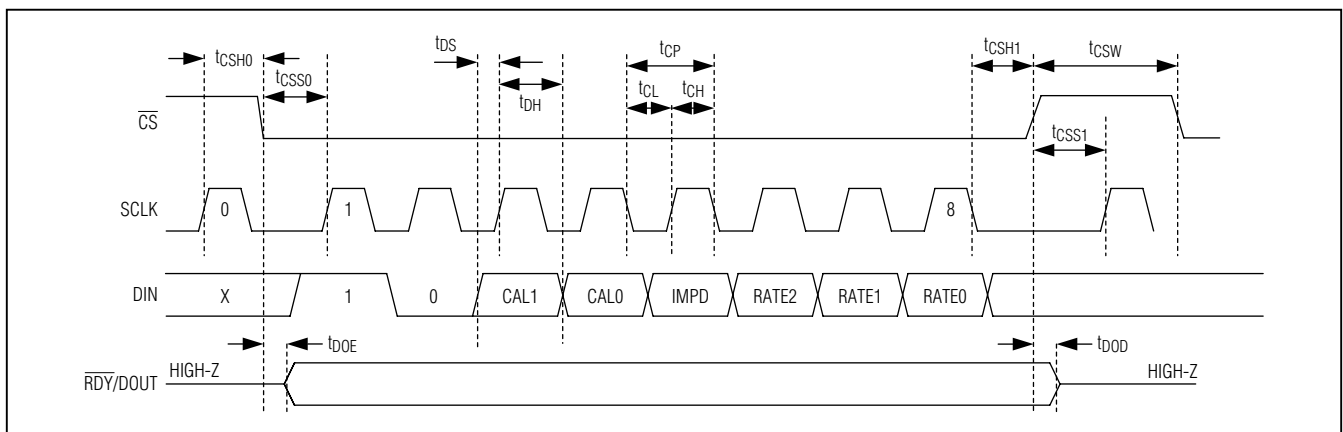 tCSH0 tDS tCP tCSH1 tCSW
tCSS0 tCL tCH
tDH
CS tCSS1
SCLK 0 1 8
DIN X 1 0 CAL1 CAL0 IMPD RATE2 RATE1 RATE0
tDOE tDOD
RDY/DOUT HIGH-Z HIGH-Z